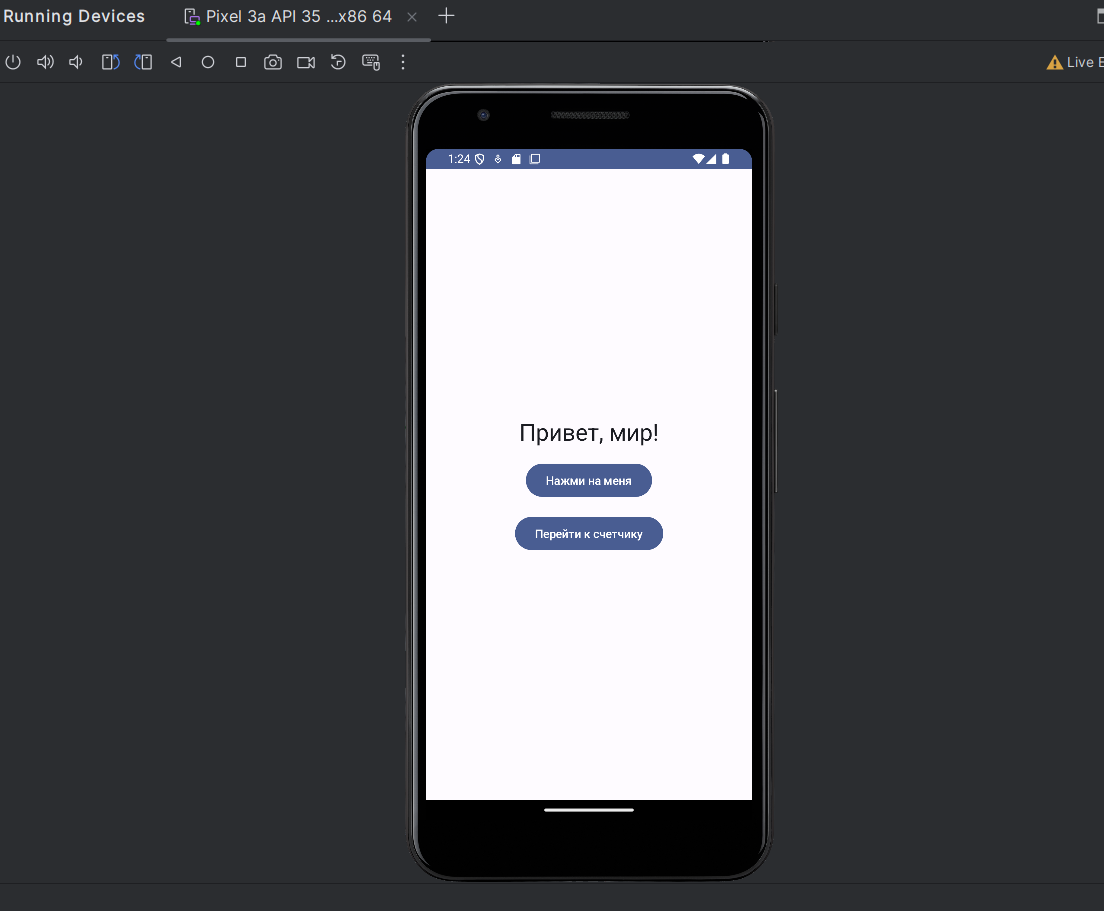 Running Devices
Pixel 3a API 35 ...x86 64
Live E
1:24
Привет, мир!
Нажми на меня
Перейти к счетчику